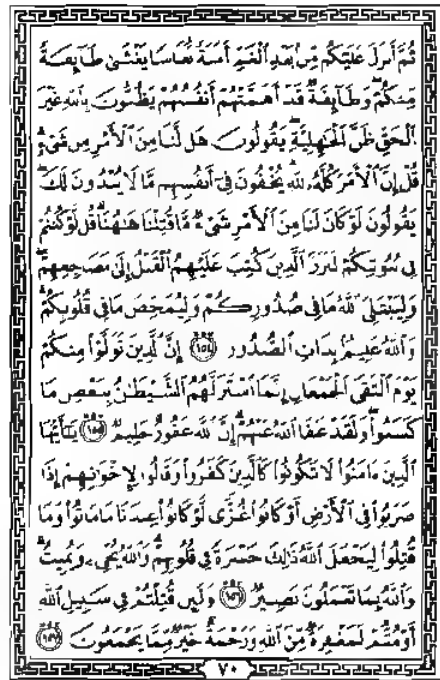 ثُمَّ أَنزَلَ عَلَيْكُم مِّنۢ بَعْدِ ٱلْغَمِّ أَمَنَةً نُّعَاسًا يَغْشَىٰ طَآئِفَةً
مِّنكُمْ ۖ وَطَآئِفَةٌ قَدْ أَهَمَّتْهُمْ أَنفُسُهُمْ يَظُنُّونَ بِٱللَّهِ غَيْرَ
ٱلْحَقِّ ظَنَّ ٱلْجَٰهِلِيَّةِ ۖ يَقُولُونَ هَل لَّنَا مِنَ ٱلْأَمْرِ مِن شَىْءٍ ۗ
قُلْ إِنَّ ٱلْأَمْرَ كُلَّهُۥ لِلَّهِ ۗ يُخْفُونَ فِىٓ أَنفُسِهِم مَّا لَا يُبْدُونَ لَكَ ۖ
يَقُولُونَ لَوْ كَانَ لَنَا مِنَ ٱلْأَمْرِ شَىْءٌ مَّا قُتِلْنَا هَٰهُنَا ۗ قُل لَّوْ كُنتُمْ
فِى بُيُوتِكُمْ لَبَرَزَ ٱلَّذِينَ كُتِبَ عَلَيْهِمُ ٱلْقَتْلُ إِلَىٰ مَضَاجِعِهِمْ ۖ
وَلِيَبْتَلِىَ ٱللَّهُ مَا فِى صُدُورِكُمْ وَلِيُمَحِّصَ مَا فِى قُلُوبِكُمْ ۗ
وَٱللَّهُ عَلِيمٌۢ بِذَاتِ ٱلصُّدُورِ ﴿١٥٤﴾ إِنَّ ٱلَّذِينَ تَوَلَّوْا۟ مِنكُمْ
يَوْمَ ٱلْتَقَى ٱلْجَمْعَانِ إِنَّمَا ٱسْتَزَلَّهُمُ ٱلشَّيْطَٰنُ بِبَعْضِ مَا
كَسَبُوا۟ ۖ وَلَقَدْ عَفَا ٱللَّهُ عَنْهُمْ ۗ إِنَّ ٱللَّهَ غَفُورٌ حَلِيمٌ ﴿١٥٥﴾ يَٰٓأَيُّهَا
ٱلَّذِينَ ءَامَنُوا۟ لَا تَكُونُوا۟ كَٱلَّذِينَ كَفَرُوا۟ وَقَالُوا۟ لِإِخْوَٰنِهِمْ إِذَا
ضَرَبُوا۟ فِى ٱلْأَرْضِ أَوْ كَانُوا۟ غُزًّى لَّوْ كَانُوا۟ عِندَنَا مَا مَاتُوا۟ وَمَا
قُتِلُوا۟ لِيَجْعَلَ ٱللَّهُ ذَٰلِكَ حَسْرَةً فِى قُلُوبِهِمْ ۗ وَٱللَّهُ يُحْىِۦ وَيُمِيتُ ۗ
وَٱللَّهُ بِمَا تَعْمَلُونَ بَصِيرٌ ﴿١٥٦﴾ وَلَئِن قُتِلْتُمْ فِى سَبِيلِ ٱللَّهِ
أَوْ مُتُّمْ لَمَغْفِرَةٌ مِّنَ ٱللَّهِ وَرَحْمَةٌ خَيْرٌ مِّمَّا يَجْمَعُونَ ﴿١٥٧﴾
٧٠